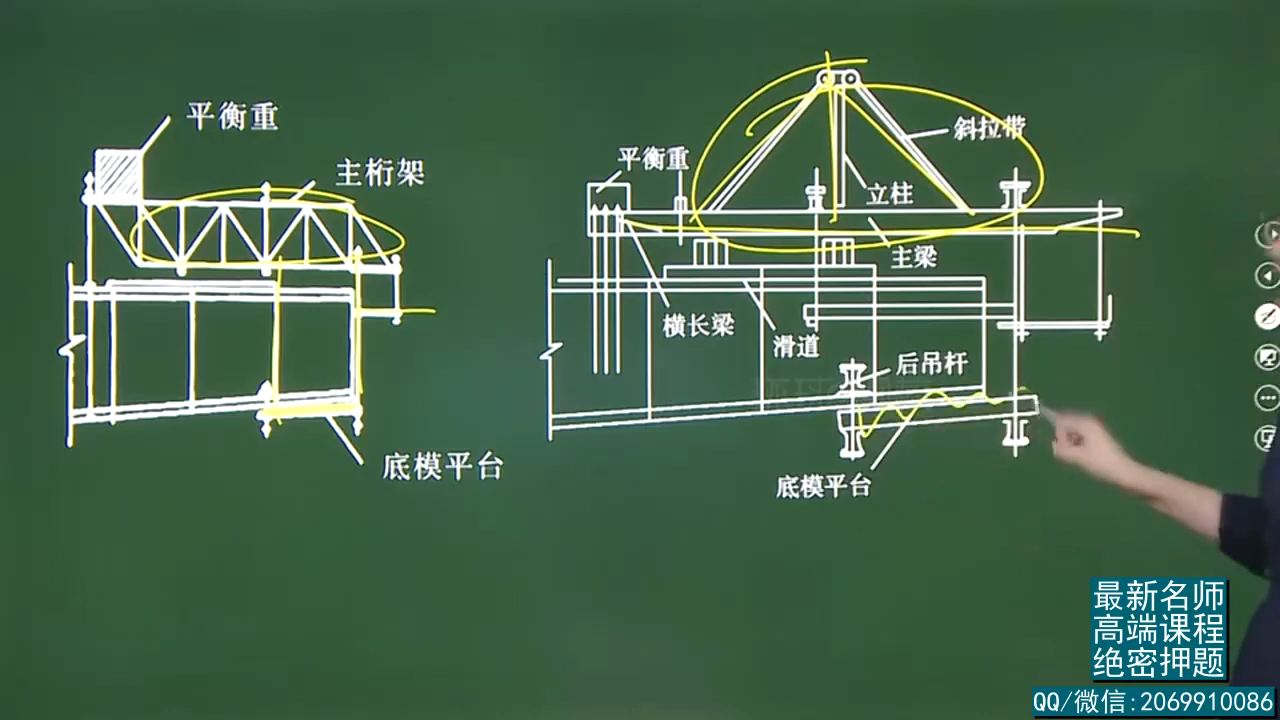 平衡重
主桁架
底模平台
斜拉带
平衡重
立柱
主梁
横长梁
滑道
后吊杆
底模平台
最新名师
高端课程
绝密押题
QQ/微信:2069910086